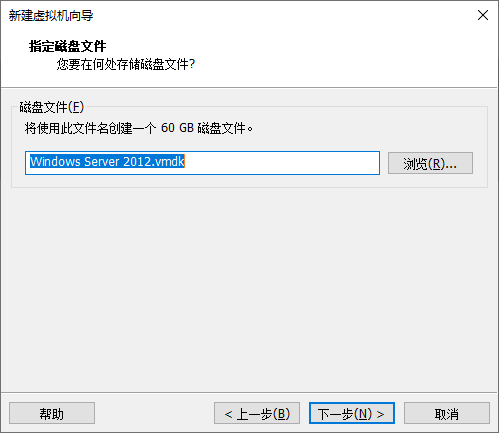 新建虚拟机向导
指定磁盘文件
您要在何处存储磁盘文件?
磁盘文件(F)
将使用此文件名创建一个 60 GB 磁盘文件。
Windows Server 2012.vmdk
浏览(R)...
帮助
< 上一步(B)
下一步(N) >
取消